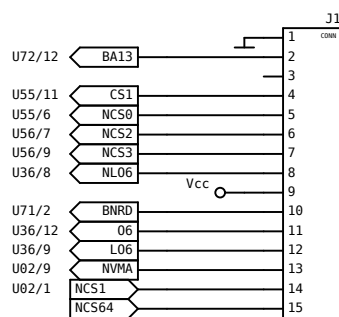 J1
1 CONN
U72/12 BA13 2
3
U55/11 CS1 4
U55/6 NCS0 5
U56/7 NCS2 6
U56/9 NCS3 7
U36/8 NLO6 8
Vcc 9
U71/2 BNRD 10
U36/12 O6 11
U36/9 LO6 12
U02/9 NVMA 13
U02/1 NCS1 14
NCS64 15